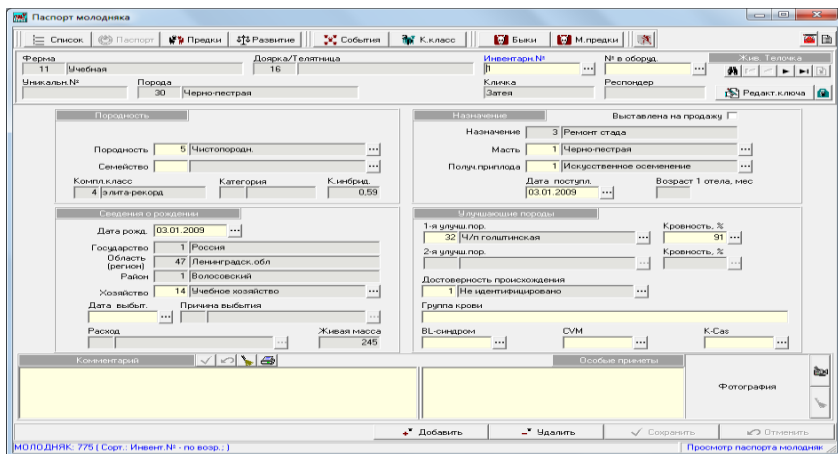 Паспорт молодняка
Список Паспорт Предки Развитие События К.класс Быки М.предки
Ферма Доярка/Телятница Инвентарн.№ № в оборуд. Жив. Телочка
11 Учебная 16 1
Уникальн.№ Порода Кличка Респондер
30 Черно-пестрая Затея Редакт.ключа
Породность Назначение Выставлена на продажу
Назначение 3 Ремонт стада
Породность 5 Чистопородн. Масть 1 Черно-пестрая
Семейство Получ.приплода 1 Искусственное осеменение
Компл.класс Категория К.инбрид. Дата поступл. Возраст 1 отела, мес
4 элита-рекорд 0,59 03.01.2009
Сведения о рождении Улучшающие породы
Дата рожд. 03.01.2009 1-я улучш.пор. Кровность, %
32 Ч/п голштинская 91
Государство 1 Россия 2-я улучш.пор. Кровность, %
Область (регион) 47 Ленинградск.обл
Район 1 Волосовский Достоверность происхождения
Хозяйство 14 Учебное хозяйство 1 Не идентифицировано
Дата выбыт. Причина выбытия Группа крови
Расход Живая масса BL-синдром CVM K-Cas
245
Комментарий Особые приметы
Фотография
Добавить Удалить Сохранить Отменить
МОЛОДНЯК: 775 ( Сорт.: Инвент.№ - по возр.; ) Просмотр паспорта молодняк